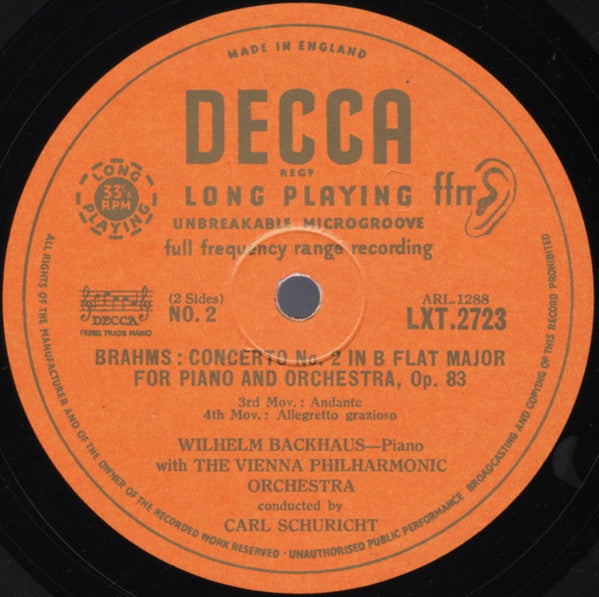 MADE IN ENGLAND
DECCA
REGD
LONG PLAYING
33⅓
RPM
LONG PLAYING
ffrr
UNBREAKABLE MICROGROOVE
full frequency range recording
DECCA
(REGD. TRADE MARK)
(2 Sides)
NO. 2
ARL.1288
LXT.2723
BRAHMS : CONCERTO No. 2 IN B FLAT MAJOR
FOR PIANO AND ORCHESTRA, Op. 83
3rd Mov. : Andante
4th Mov. : Allegretto grazioso
WILHELM BACKHAUS—Piano
with THE VIENNA PHILHARMONIC
ORCHESTRA
conducted by
CARL SCHURICHT
ALL RIGHTS OF THE MANUFACTURER AND OF THE OWNER OF THE RECORDED WORK RESERVED · UNAUTHORISED PUBLIC PERFORMANCE BROADCASTING AND COPYING OF THIS RECORD PROHIBITED